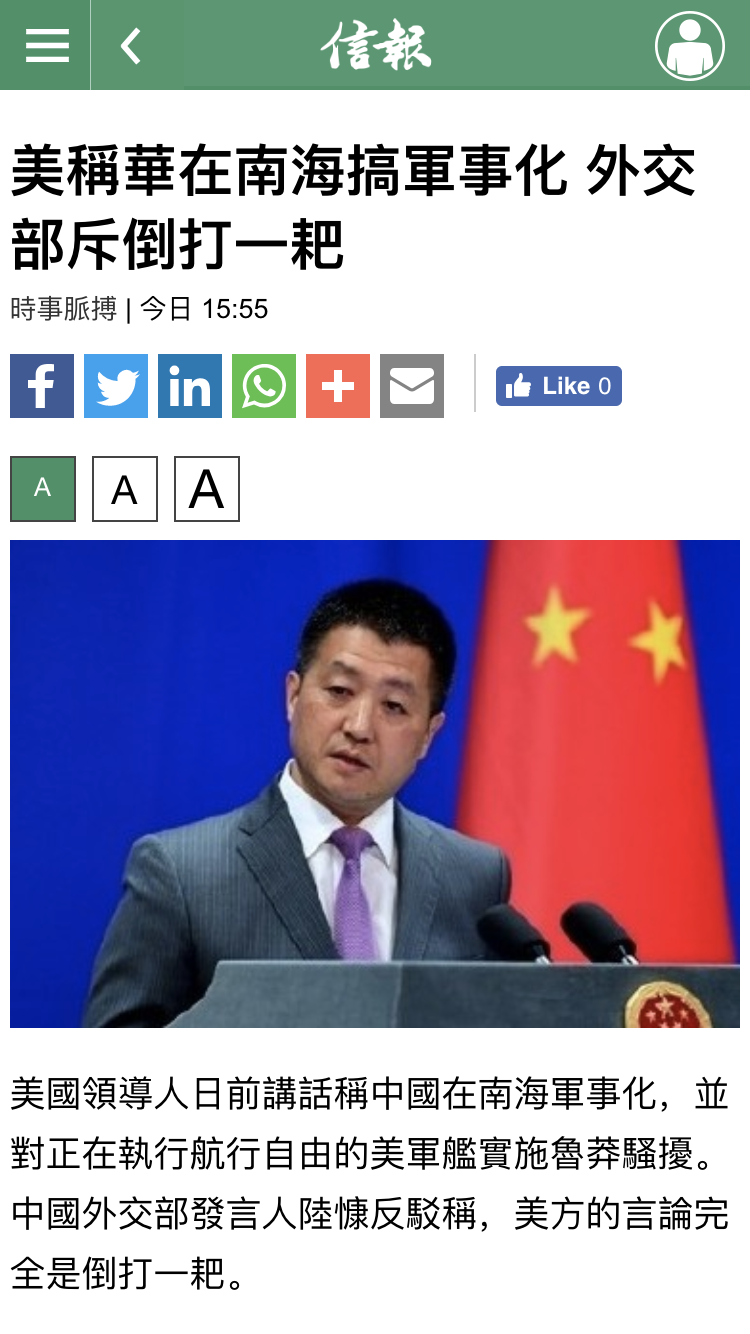 信報
美稱華在南海搞軍事化 外交
部斥倒打一耙
時事脈搏 | 今日 15:55
Like 0
A A A
美國領導人日前講話稱中國在南海軍事化，並
對正在執行航行自由的美軍艦實施魯莽騷擾。
中國外交部發言人陸慷反駁稱，美方的言論完
全是倒打一耙。